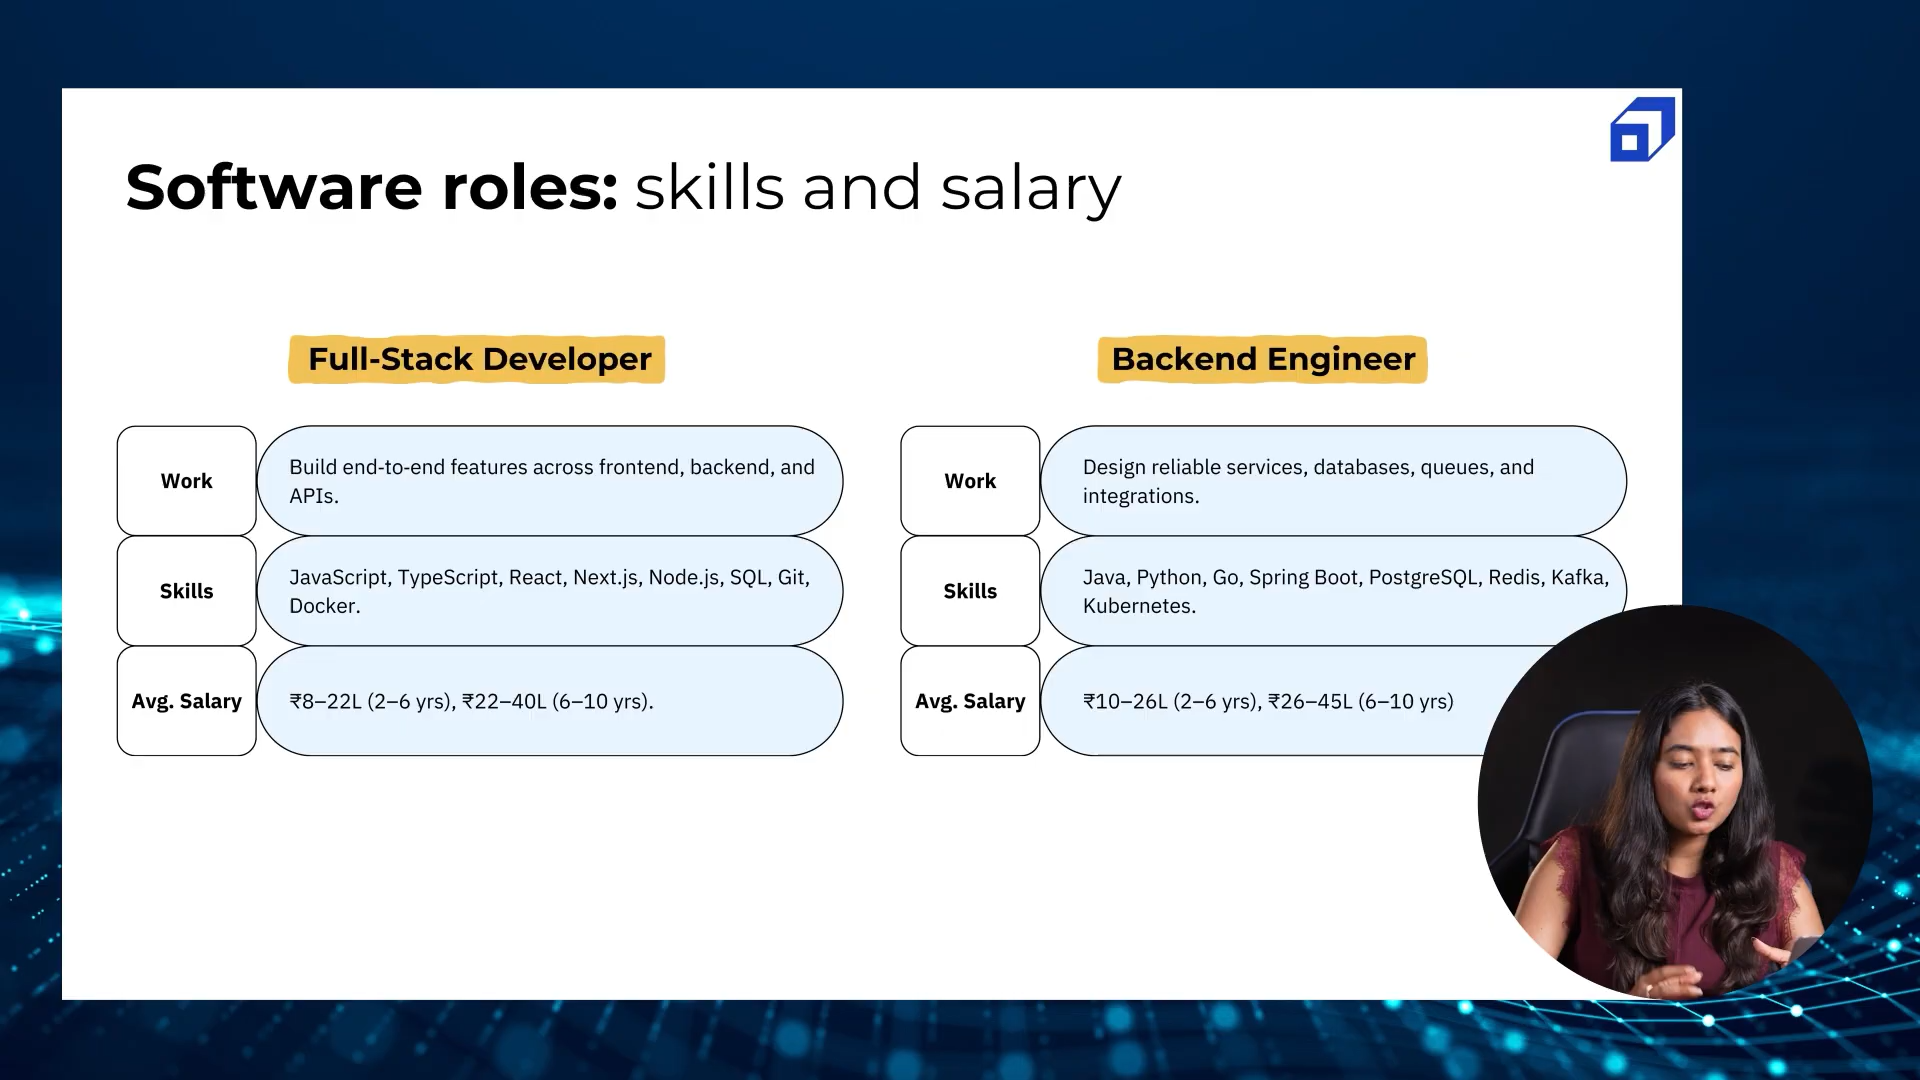 Software roles: skills and salary
Full-Stack Developer
Work
Build end-to-end features across frontend, backend, and
APIs.
Skills
JavaScript, TypeScript, React, Next.js, Node.js, SQL, Git,
Docker.
Avg. Salary
₹8–22L (2–6 yrs), ₹22–40L (6–10 yrs).
Backend Engineer
Work
Design reliable services, databases, queues, and
integrations.
Skills
Java, Python, Go, Spring Boot, PostgreSQL, Redis, Kafka,
Kubernetes.
Avg. Salary
₹10–26L (2–6 yrs), ₹26–45L (6–10 yrs)